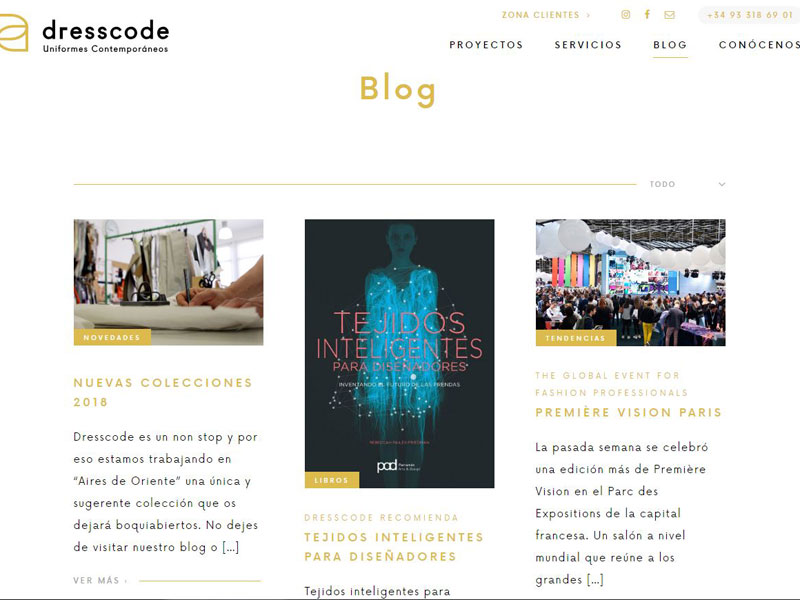 dresscode
Uniformes Contemporáneos
ZONA CLIENTES ›
+34 93 318 69 01
PROYECTOS
SERVICIOS
BLOG
CONÓCENOS
Blog
TODO
NOVEDADES
NUEVAS COLECCIONES
2018
Dresscode es un non stop y por
eso estamos trabajando en
“Aires de Oriente” una única y
sugerente colección que os
dejará boquiabiertos. No dejes
de visitar nuestro blog o [...]
VER MÁS ›
TEJIDOS
INTELIGENTES
PARA DISEÑADORES
INVENTANDO EL FUTURO DE LAS PRENDAS
pad
LIBROS
DRESSCODE RECOMIENDA
TEJIDOS INTELIGENTES
PARA DISEÑADORES
Tejidos inteligentes para
TENDENCIAS
THE GLOBAL EVENT FOR
FASHION PROFESSIONALS
PREMIÈRE VISION PARIS
La pasada semana se celebró
una edición más de Première
Vision en el Parc des
Expositions de la capital
francesa. Un salón a nivel
mundial que reúne a los
grandes [...]